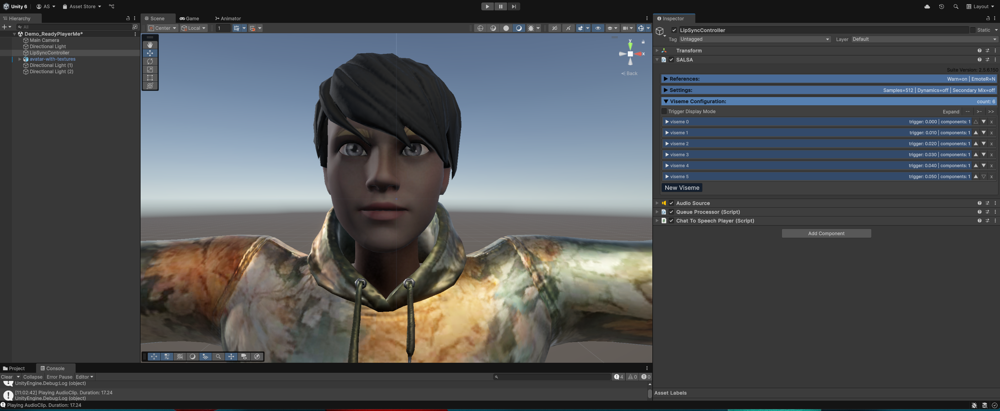 Unity 6 AS Asset Store Layout
Hierarchy
All
Demo_ReadyPlayerMe*
Main Camera
Directional Light
LipSyncController
avatar-with-textures
Directional Light (1)
Directional Light (2)
Scene Game Animator
Center Local 1 2D
y
x
Back
Inspector
LipSyncController Static
Tag Untagged Layer Default
Transform
SALSA
Suite Version: 2.5.6.150
References: Warn=on | EmoteR=N
Settings: Samples=512 | Dynamics=off | Secondary Mix=off
Viseme Configuration: count: 6
Trigger Display Mode Expand -- >- >>
viseme 0 trigger: 0.000 | components: 1 x
viseme 1 trigger: 0.010 | components: 1 x
viseme 2 trigger: 0.020 | components: 1 x
viseme 3 trigger: 0.030 | components: 1 x
viseme 4 trigger: 0.040 | components: 1 x
viseme 5 trigger: 0.050 | components: 1 x
New Viseme
Audio Source
Queue Processor (Script)
Chat To Speech Player (Script)
Add Component
Asset Labels
Project Console
Clear Collapse Error Pause Editor 4 0 0
UnityEngine.Debug:Log (object)
[11:02:42] Playing AudioClip. Duration: 17.24
UnityEngine.Debug:Log (object)
Playing AudioClip. Duration: 17.24